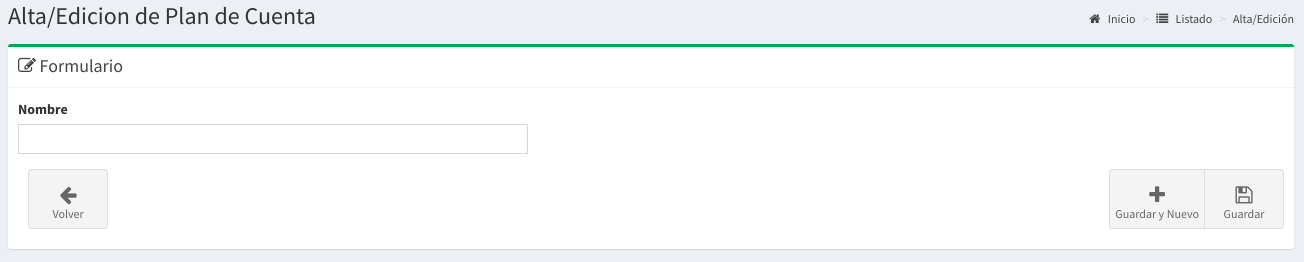 Alta/Edicion de Plan de Cuenta
Inicio > Listado > Alta/Edición
Formulario
Nombre
Volver
Guardar y Nuevo
Guardar